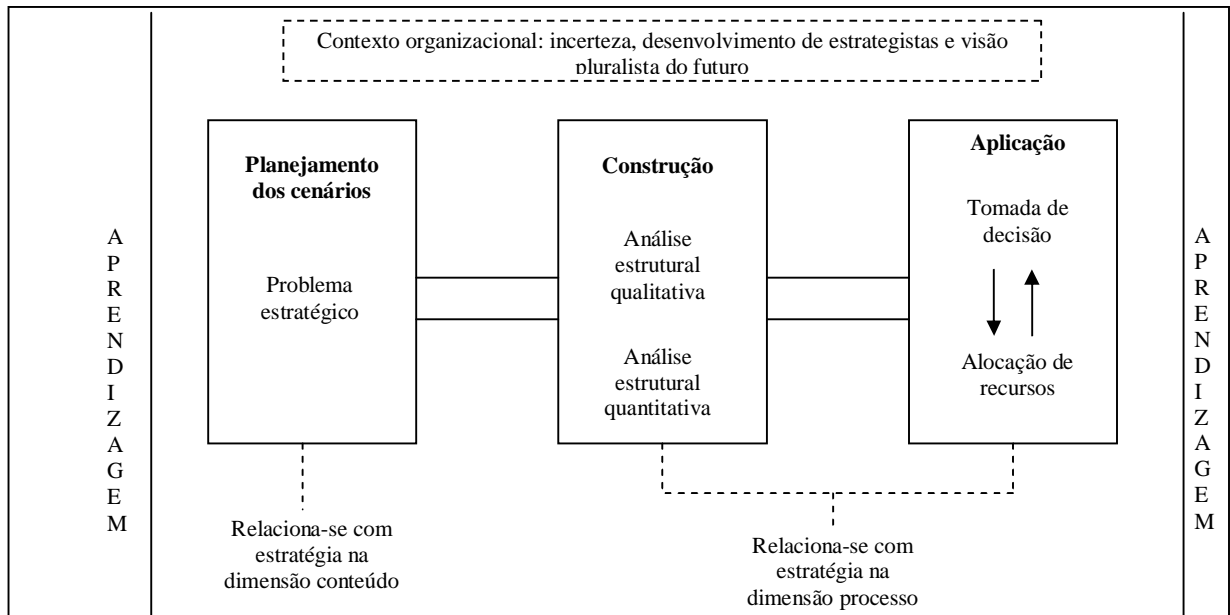 Contexto organizacional: incerteza, desenvolvimento de estrategistas e visão
pluralista do futuro
A
P
R
E
N
D
I
Z
A
G
E
M
Planejamento
dos cenários
Problema
estratégico
Construção
Análise
estrutural
qualitativa
Análise
estrutural
quantitativa
Aplicação
Tomada de
decisão
Alocação de
recursos
Relaciona-se com
estratégia na
dimensão conteúdo
Relaciona-se com
estratégia na
dimensão processo
A
P
R
E
N
D
I
Z
A
G
E
M